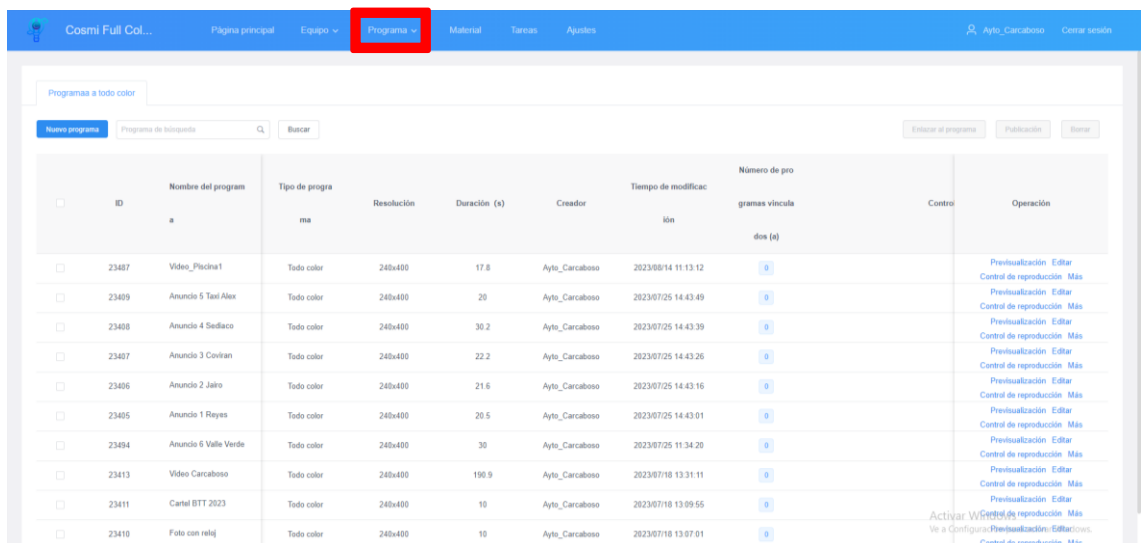 Cosmi Full Col... Página principal Equipo Programa Material Tareas Ajustes Ayto_Carcaboso Cerrar sesión
Programaa a todo color
Nuevo programa Programa de búsqueda Buscar Enlazar al programa Publicación Borrar
ID Nombre del programa Tipo de programa Resolución Duración (s) Creador Tiempo de modificación Número de programas vinculados (a) Contro Operación
23487 Video_Piscina1 Todo color 240x400 17.8 Ayto_Carcaboso 2023/08/14 11:13:12 0 Previsualización Editar
Control de reproducción Más
23409 Anuncio 5 Taxi Alex Todo color 240x400 20 Ayto_Carcaboso 2023/07/25 14:43:49 0 Previsualización Editar
Control de reproducción Más
23408 Anuncio 4 Sediaco Todo color 240x400 30.2 Ayto_Carcaboso 2023/07/25 14:43:39 0 Previsualización Editar
Control de reproducción Más
23407 Anuncio 3 Coviran Todo color 240x400 22.2 Ayto_Carcaboso 2023/07/25 14:43:26 0 Previsualización Editar
Control de reproducción Más
23406 Anuncio 2 Jairo Todo color 240x400 21.6 Ayto_Carcaboso 2023/07/25 14:43:16 0 Previsualización Editar
Control de reproducción Más
23405 Anuncio 1 Reyes Todo color 240x400 20.5 Ayto_Carcaboso 2023/07/25 14:43:01 0 Previsualización Editar
Control de reproducción Más
23494 Anuncio 6 Valle Verde Todo color 240x400 30 Ayto_Carcaboso 2023/07/25 11:34:20 0 Previsualización Editar
Control de reproducción Más
23413 Video Carcaboso Todo color 240x400 190.9 Ayto_Carcaboso 2023/07/18 13:31:11 0 Previsualización Editar
Control de reproducción Más
23411 Cartel BTT 2023 Todo color 240x400 10 Ayto_Carcaboso 2023/07/18 13:09:55 0 Previsualización Editar
Activar Control de reproducción Más
23410 Foto con reloj Todo color 240x400 10 Ayto_Carcaboso 2023/07/18 13:07:01 0 Previsualización Editar
Ve a
Control de reproducción Más